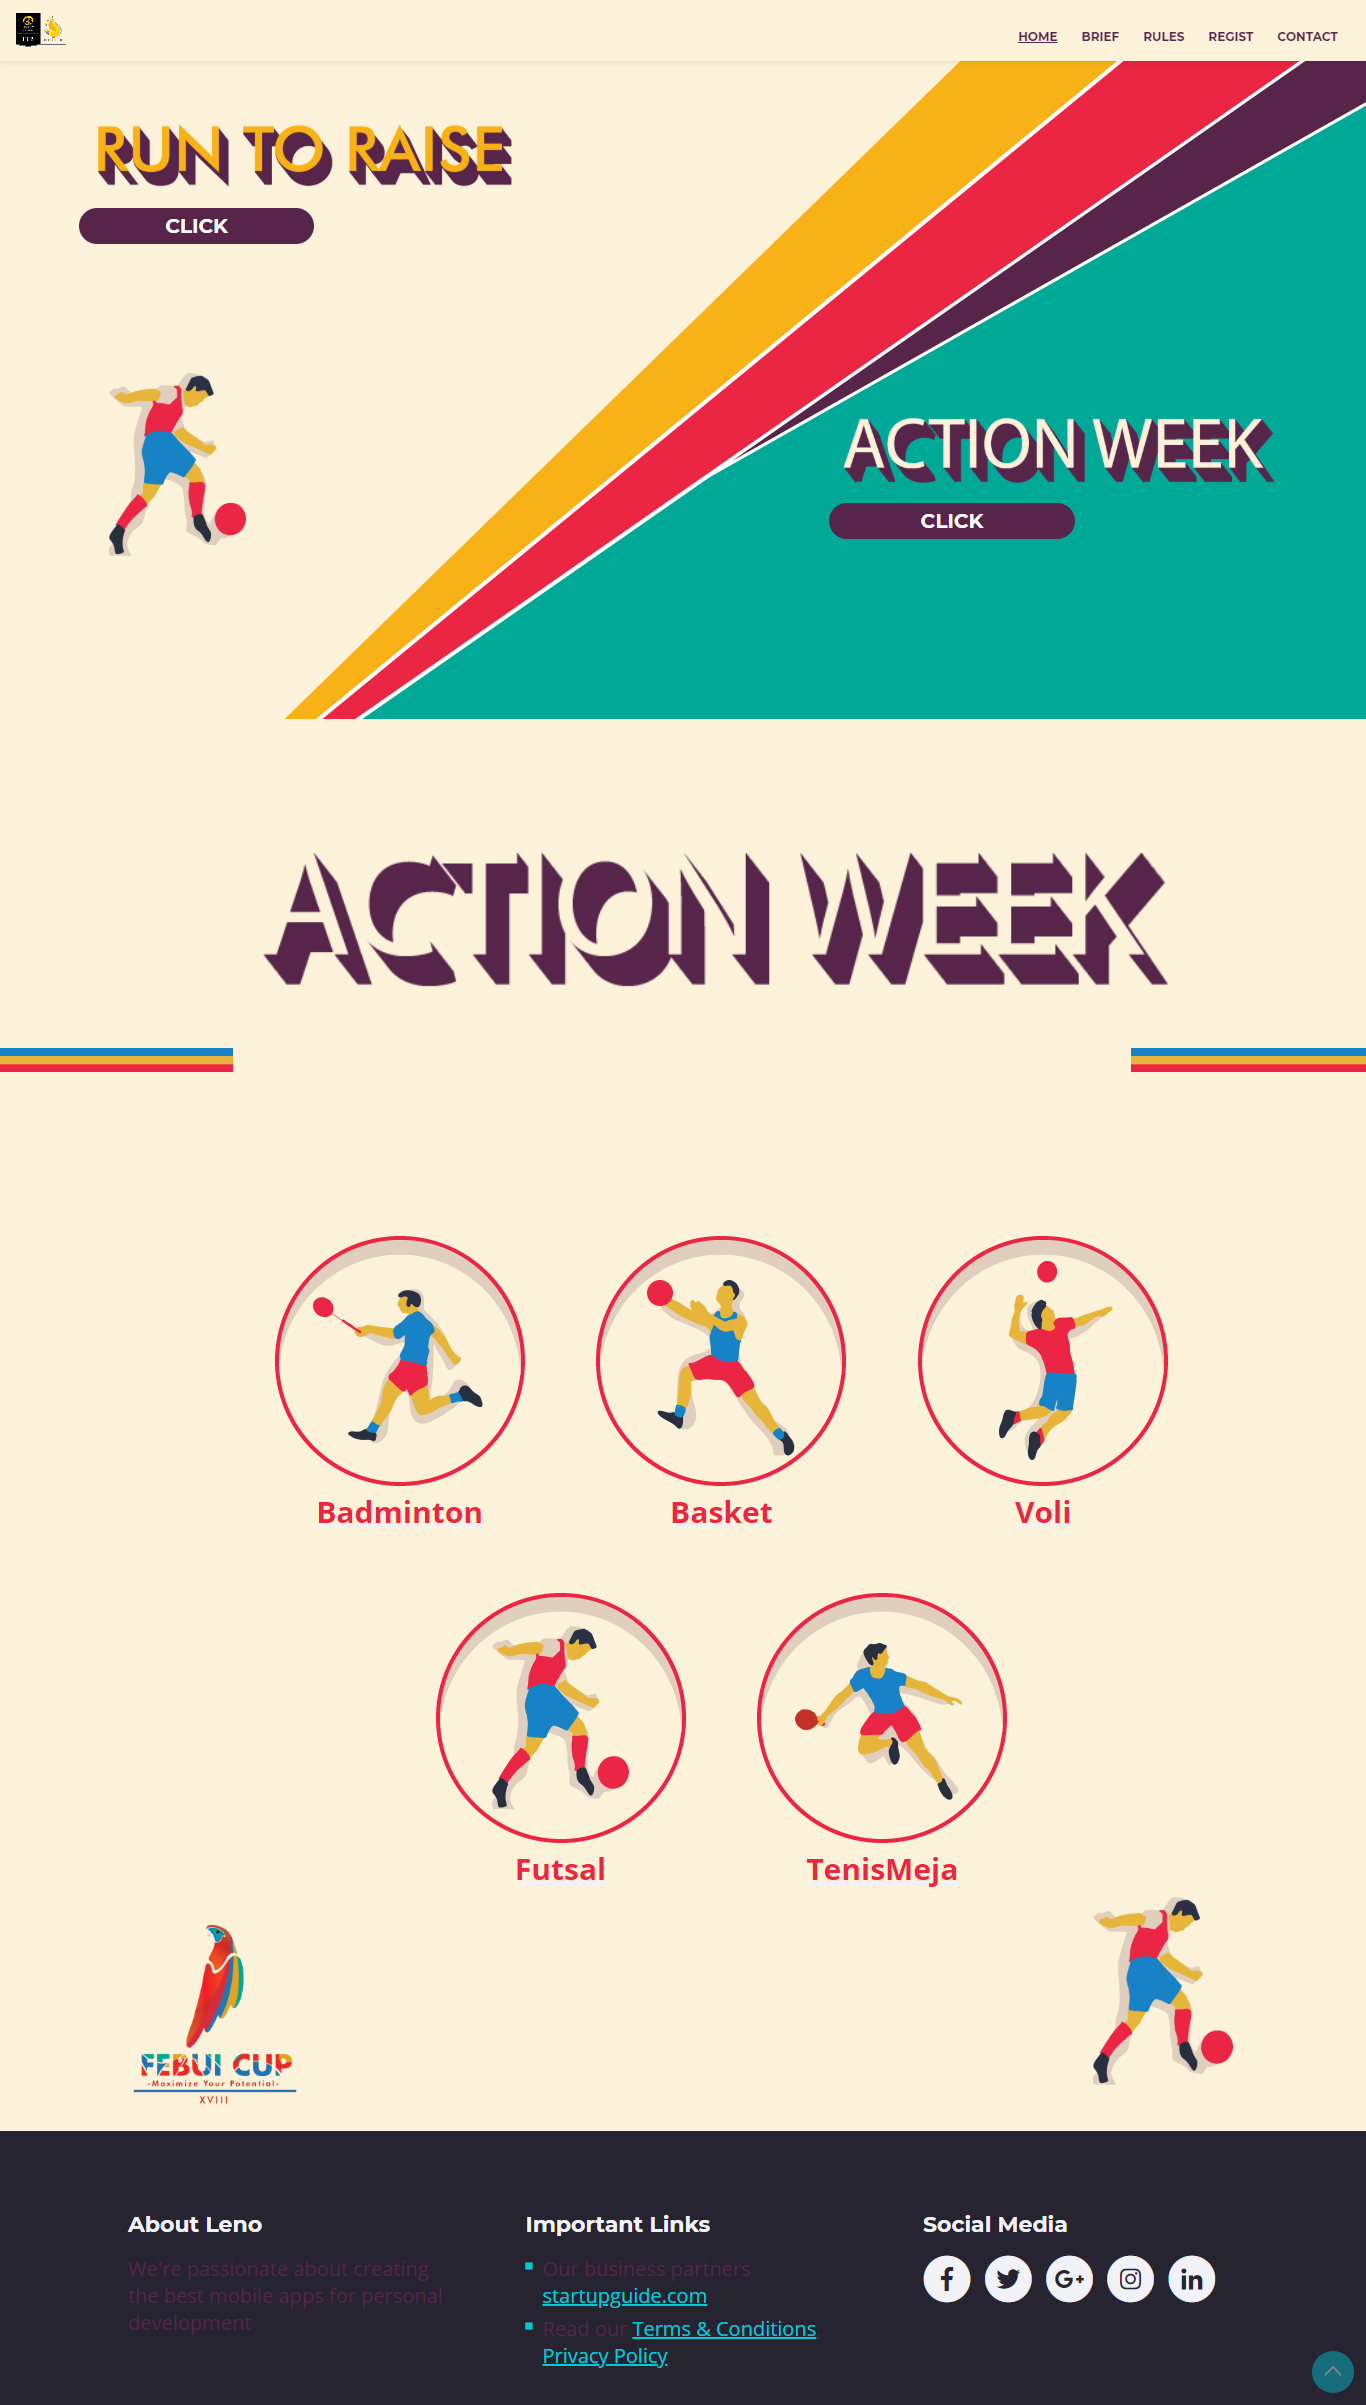 HOME BRIEF RULES REGIST CONTACT
RUN TO RAISE
CLICK
ACTION WEEK
CLICK
ACTION WEEK
Badminton Basket Voli
Futsal TenisMeja
FEBUI CUP
-Maximize Your Potential-
XVIII
About Leno
We're passionate about creating
the best mobile apps for personal
development
Important Links
Our business partners
startupguide.com
Read our Terms & Conditions
Privacy Policy
Social Media